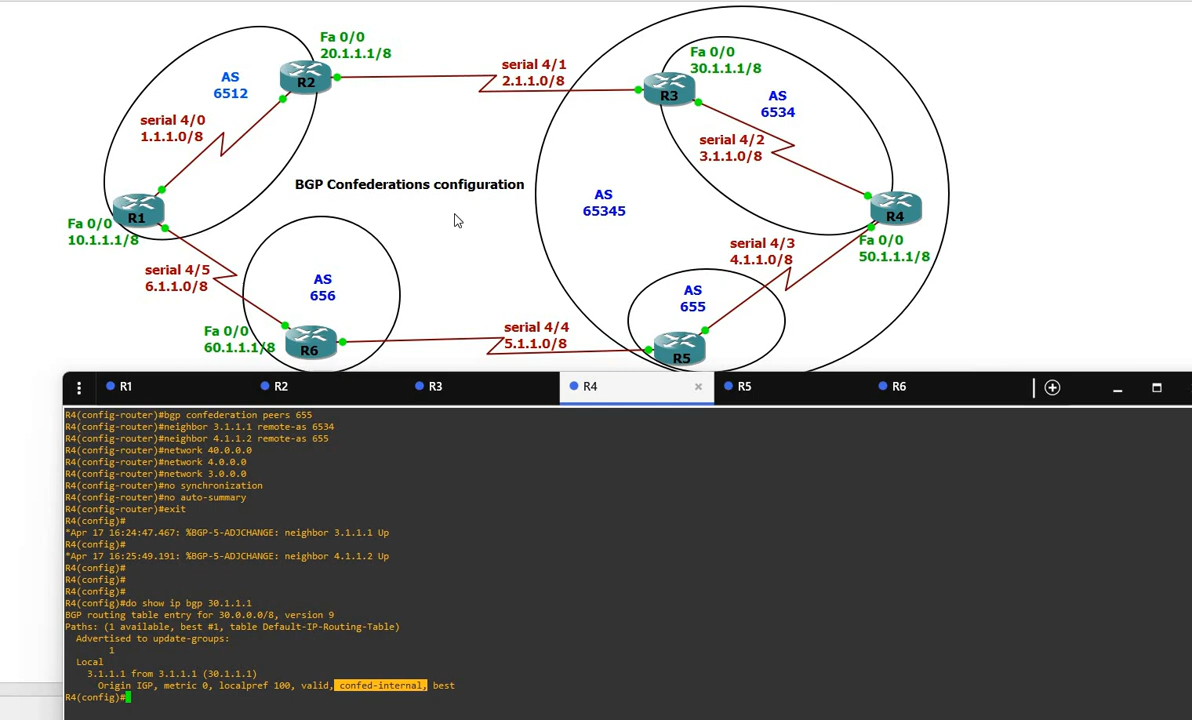 Fa 0/0
20.1.1.1/8
AS
6512
R2
serial 4/1
2.1.1.0/8
Fa 0/0
30.1.1.1/8
R3
AS
6534
serial 4/0
1.1.1.0/8
serial 4/2
3.1.1.0/8
BGP Confederations configuration
AS
65345
R1
Fa 0/0
10.1.1.1/8
R4
Fa 0/0
50.1.1.1/8
serial 4/5
6.1.1.0/8
AS
656
serial 4/3
4.1.1.0/8
AS
655
Fa 0/0
60.1.1.1/8
R6
serial 4/4
5.1.1.0/8
R5
R1
R2
R3
R4
R5
R6
R4(config-router)#bgp confederation peers 655
R4(config-router)#neighbor 3.1.1.1 remote-as 6534
R4(config-router)#neighbor 4.1.1.2 remote-as 655
R4(config-router)#network 40.0.0.0
R4(config-router)#network 4.0.0.0
R4(config-router)#network 3.0.0.0
R4(config-router)#no synchronization
R4(config-router)#no auto-summary
R4(config-router)#exit
R4(config)#
*Apr 17 16:24:47.467: %BGP-5-ADJCHANGE: neighbor 3.1.1.1 Up
R4(config)#
*Apr 17 16:25:49.191: %BGP-5-ADJCHANGE: neighbor 4.1.1.2 Up
R4(config)#
R4(config)#
R4(config)#
R4(config)#do show ip bgp 30.1.1.1
BGP routing table entry for 30.0.0.0/8, version 9
Paths: (1 available, best #1, table Default-IP-Routing-Table)
Advertised to update-groups:
1
Local
3.1.1.1 from 3.1.1.1 (30.1.1.1)
Origin IGP, metric 0, localpref 100, valid, confed-internal, best
R4(config)#